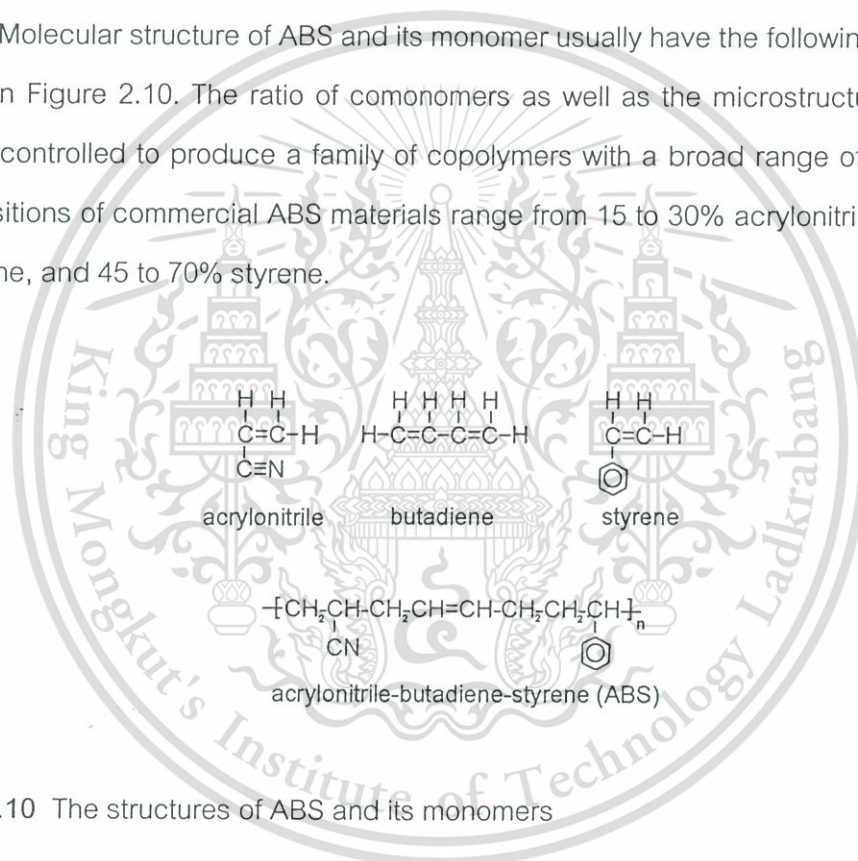 Molecular structure of ABS and its monomer usually have the followin
n Figure 2.10. The ratio of comonomers as well as the microstructu
controlled to produce a family of copolymers with a broad range of
sitions of commercial ABS materials range from 15 to 30% acrylonitri
ne, and 45 to 70% styrene.
H H
C=C-H
C≡N
acrylonitrile
H H H H
H-C=C-C=C-H
butadiene
H H
C=C-H
styrene
-[CH₂CH-CH₂CH=CH-CH₂CH₂CH]-n
CN
acrylonitrile-butadiene-styrene (ABS)
.10 The structures of ABS and its monomers
King Mongkut's Institute of Technology Ladkrabang